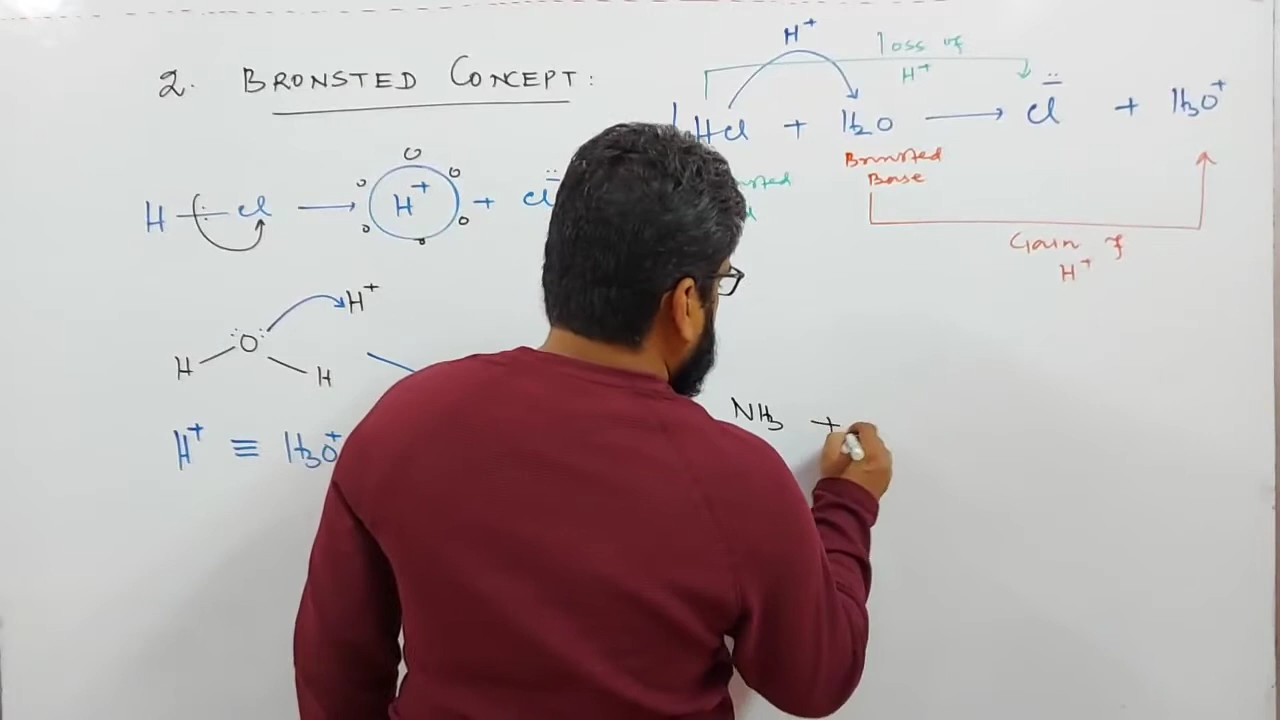 2. BRONSTED CONCEPT:
H — Cl ⟶ H⁺ + Cl⁻
H⁺
O
H H
H⁺ ≡ H₃O⁺
H⁺
loss of
H⁺
HCl + H₂O ⟶ Cl⁻ + H₃O⁺
Bronsted
Base
Gain of
H⁺
NH₃ +